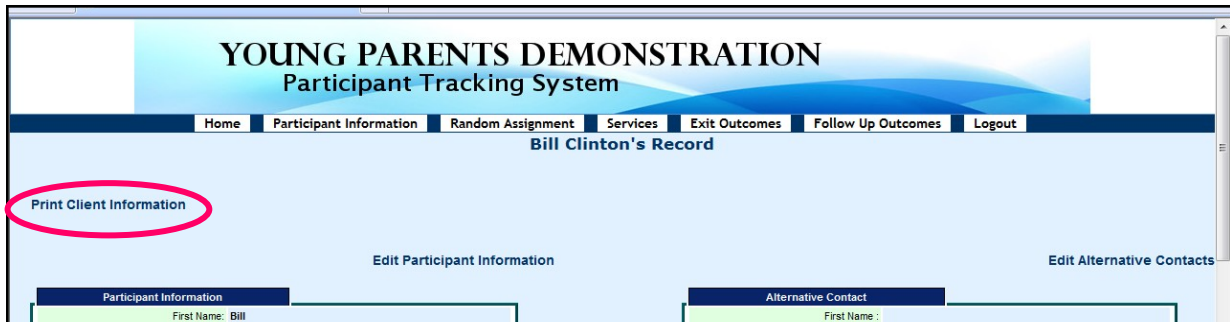 YOUNG PARENTS DEMONSTRATION
Participant Tracking System
Home Participant Information Random Assignment Services Exit Outcomes Follow Up Outcomes Logout
Bill Clinton's Record
Print Client Information
Edit Participant Information Edit Alternative Contacts
Participant Information Alternative Contact
First Name: Bill First Name :